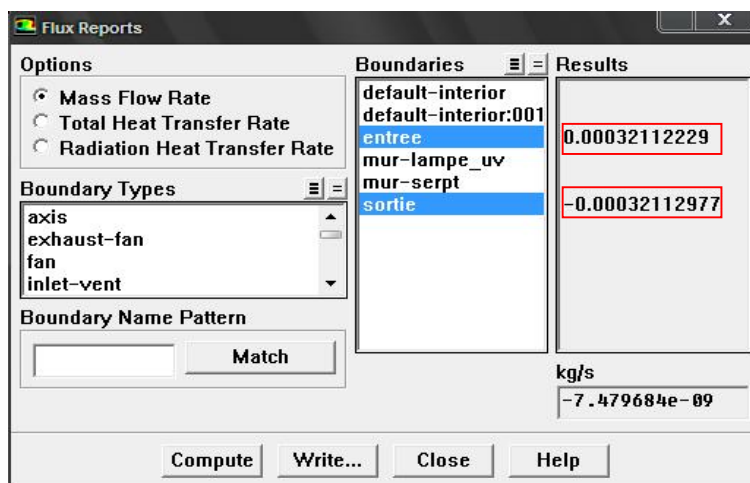 Flux Reports
X
Options
Mass Flow Rate
Total Heat Transfer Rate
Radiation Heat Transfer Rate
Boundary Types
axis
exhaust-fan
fan
inlet-vent
Boundary Name Pattern
Match
Boundaries
default-interior
default-interior:001
entree
mur-lampe_uv
mur-serpt
sortie
Results
0.00032112229
-0.00032112977
kg/s
-7.479684e-09
Compute
Write...
Close
Help